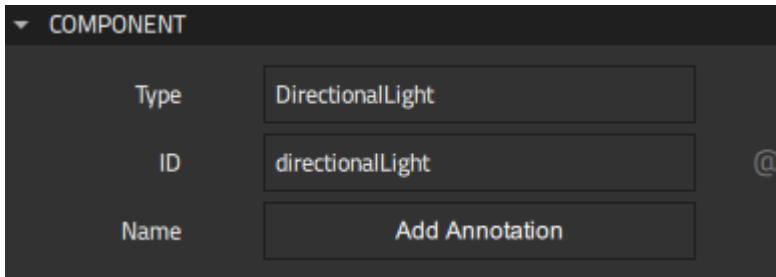 COMPONENT
Type DirectionalLight
ID directionalLight @
Name Add Annotation